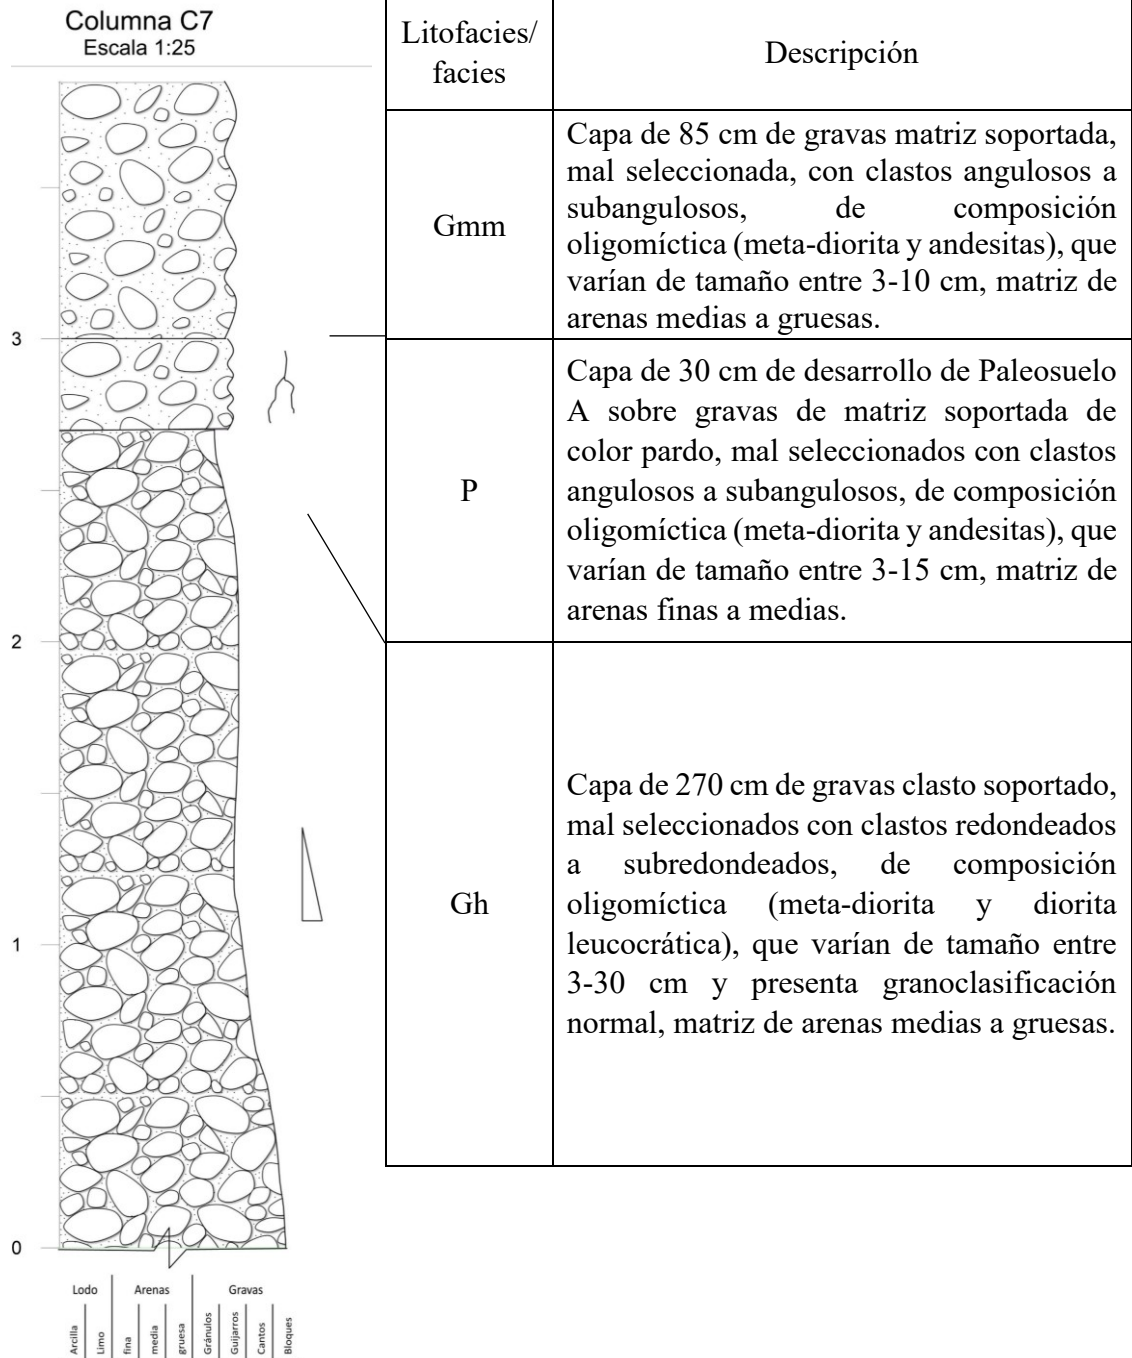 Columna C7
Escala 1:25
Litofacies/
facies
Descripción
Gmm
Capa de 85 cm de gravas matriz soportada,
mal seleccionada, con clastos angulosos a
subangulosos, de composición
oligomíctica (meta-diorita y andesitas), que
varían de tamaño entre 3-10 cm, matriz de
arenas medias a gruesas.
3
P
Capa de 30 cm de desarrollo de Paleosuelo
A sobre gravas de matriz soportada de
color pardo, mal seleccionados con clastos
angulosos a subangulosos, de composición
oligomíctica (meta-diorita y andesitas), que
varían de tamaño entre 3-15 cm, matriz de
arenas finas a medias.
2
Gh
Capa de 270 cm de gravas clasto soportado,
mal seleccionados con clastos redondeados
a subredondeados, de composición
oligomíctica (meta-diorita y diorita
leucocrática), que varían de tamaño entre
3-30 cm y presenta granoclasificación
normal, matriz de arenas medias a gruesas.
1
0
Lodo Arenas Gravas
Arcilla
Limo
fina
media
gruesa
Gránulos
Guijarros
Cantos
Bloques